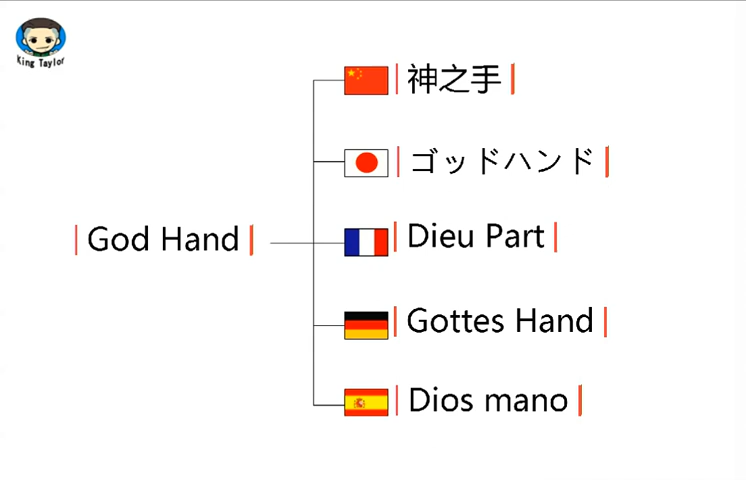 King Taylor
神之手
ゴッドハンド
God Hand
Dieu Part
Gottes Hand
Dios mano